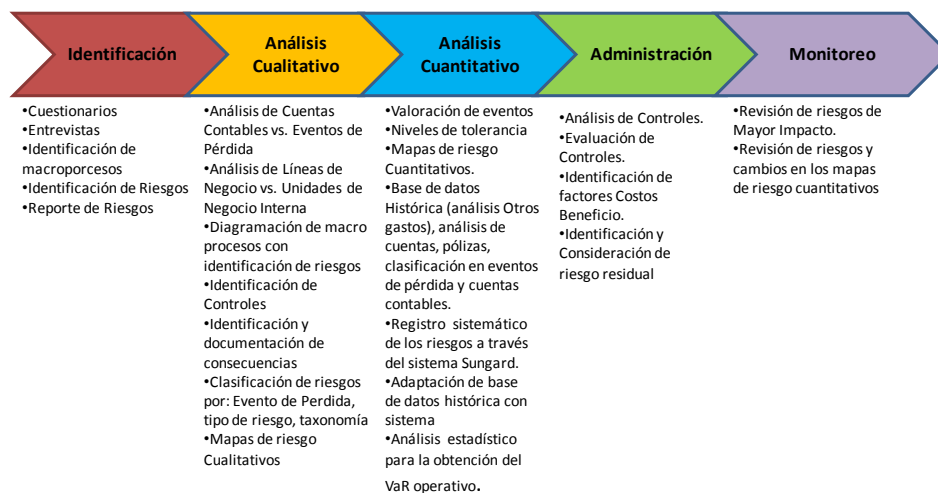 Identificación
•Cuestionarios
•Entrevistas
•Identificación de
macroporcesos
•Identificación de Riesgos
•Reporte de Riesgos
Análisis
Cualitativo
•Análisis de Cuentas
Contables vs. Eventos de
Pérdida
•Análisis de Líneas de
Negocio vs. Unidades de
Negocio Interna
•Diagramación de macro
procesos con
identificación de riesgos
•Identificación de
Controles
•Identificación y
documentación de
consecuencias
•Clasificación de riesgos
por: Evento de Perdida,
tipo de riesgo, taxonomía
•Mapas de riesgo
Cualitativos
Análisis
Cuantitativo
•Valoración de eventos
•Niveles de tolerancia
•Mapas de riesgo
Cuantitativos.
•Base de datos
Histórica (análisis Otros
gastos), análisis de
cuentas, pólizas,
clasificación en eventos
de pérdida y cuentas
contables.
•Registro sistemático
de los riesgos a través
del sistema Sungard.
•Adaptación de base
de datos histórica con
sistema
•Análisis estadístico
para la obtención del
VaR operativo.
Administración
•Análisis de Controles.
•Evaluación de
Controles.
•Identificación de
factores Costos
Beneficio.
•Identificación y
Consideración de
riesgo residual
Monitoreo
•Revisión de riesgos de
Mayor Impacto.
•Revisión de riesgos y
cambios en los mapas
de riesgo cuantitativos